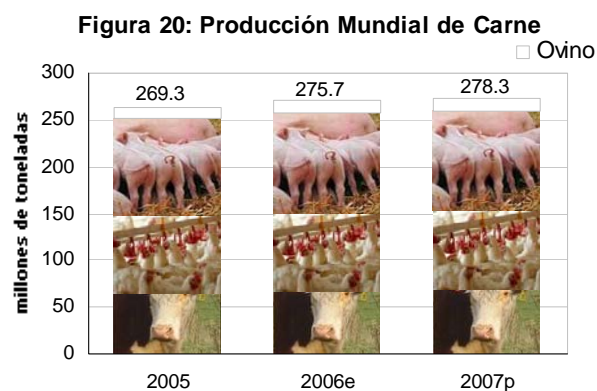 Figura 20: Producción Mundial de Carne
Ovino
millones de toneladas
300
250
200
150
100
50
0
269.3 275.7 278.3
2005 2006e 2007p